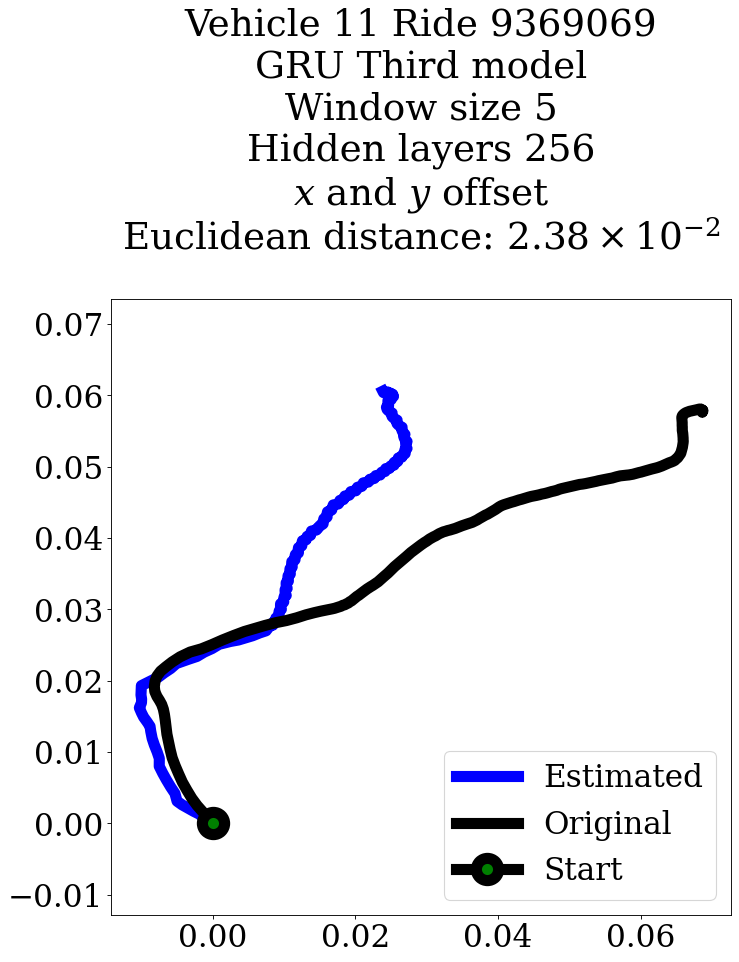 Vehicle 11 Ride 9369069
GRU Third model
Window size 5
Hidden layers 256
x and y offset
Euclidean distance: 2.38 × 10⁻²
0.07
0.06
0.05
0.04
0.03
0.02
0.01
0.00
−0.01
Estimated
Original
Start
0.00 0.02 0.04 0.06